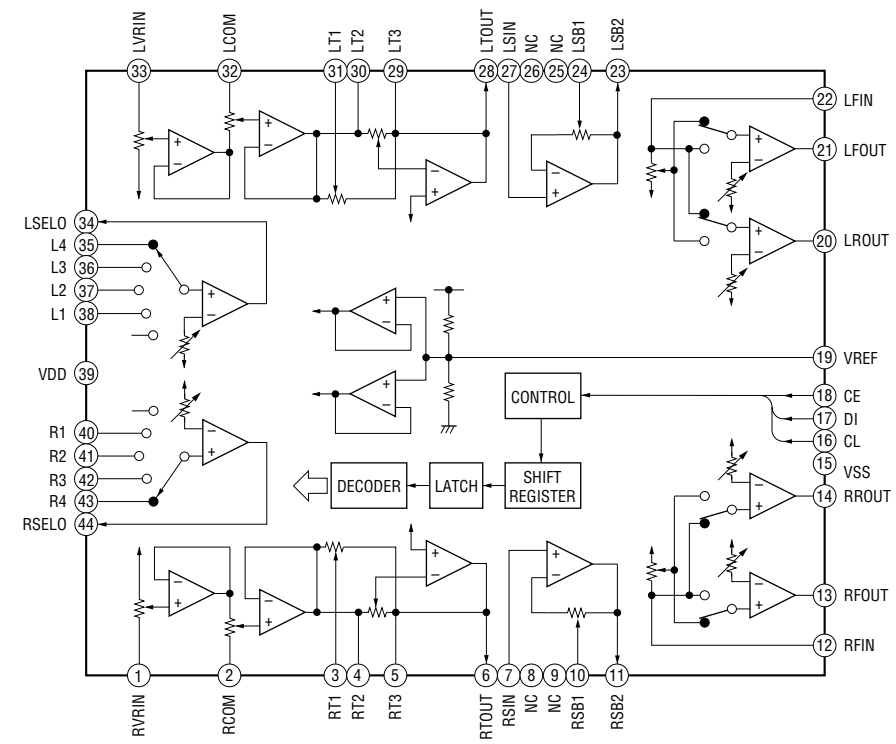 LVRIN
LCOM
LT1
LT2
LT3
LTOUT
LSIN
NC
NC
LSB1
LSB2
33
32
31
30
29
28
27
26
25
24
23
22 LFIN
21 LFOUT
20 LROUT
LSELO 34
L4 35
L3 36
L2 37
L1 38
VDD 39
R1 40
R2 41
R3 42
R4 43
RSELO 44
19 VREF
18 CE
17 DI
16 CL
15 VSS
14 RROUT
13 RFOUT
12 RFIN
CONTROL
DECODER
LATCH
SHIFT
REGISTER
+
−
+
−
+
−
+
−
+
−
+
−
+
−
+
−
+
−
−
+
−
+
−
+
−
+
+
−
+
−
−
+
1
2
3
4
5
6
7
8
9
10
11
RVRIN
RCOM
RT1
RT2
RT3
RTOUT
RSIN
NC
NC
RSB1
RSB2